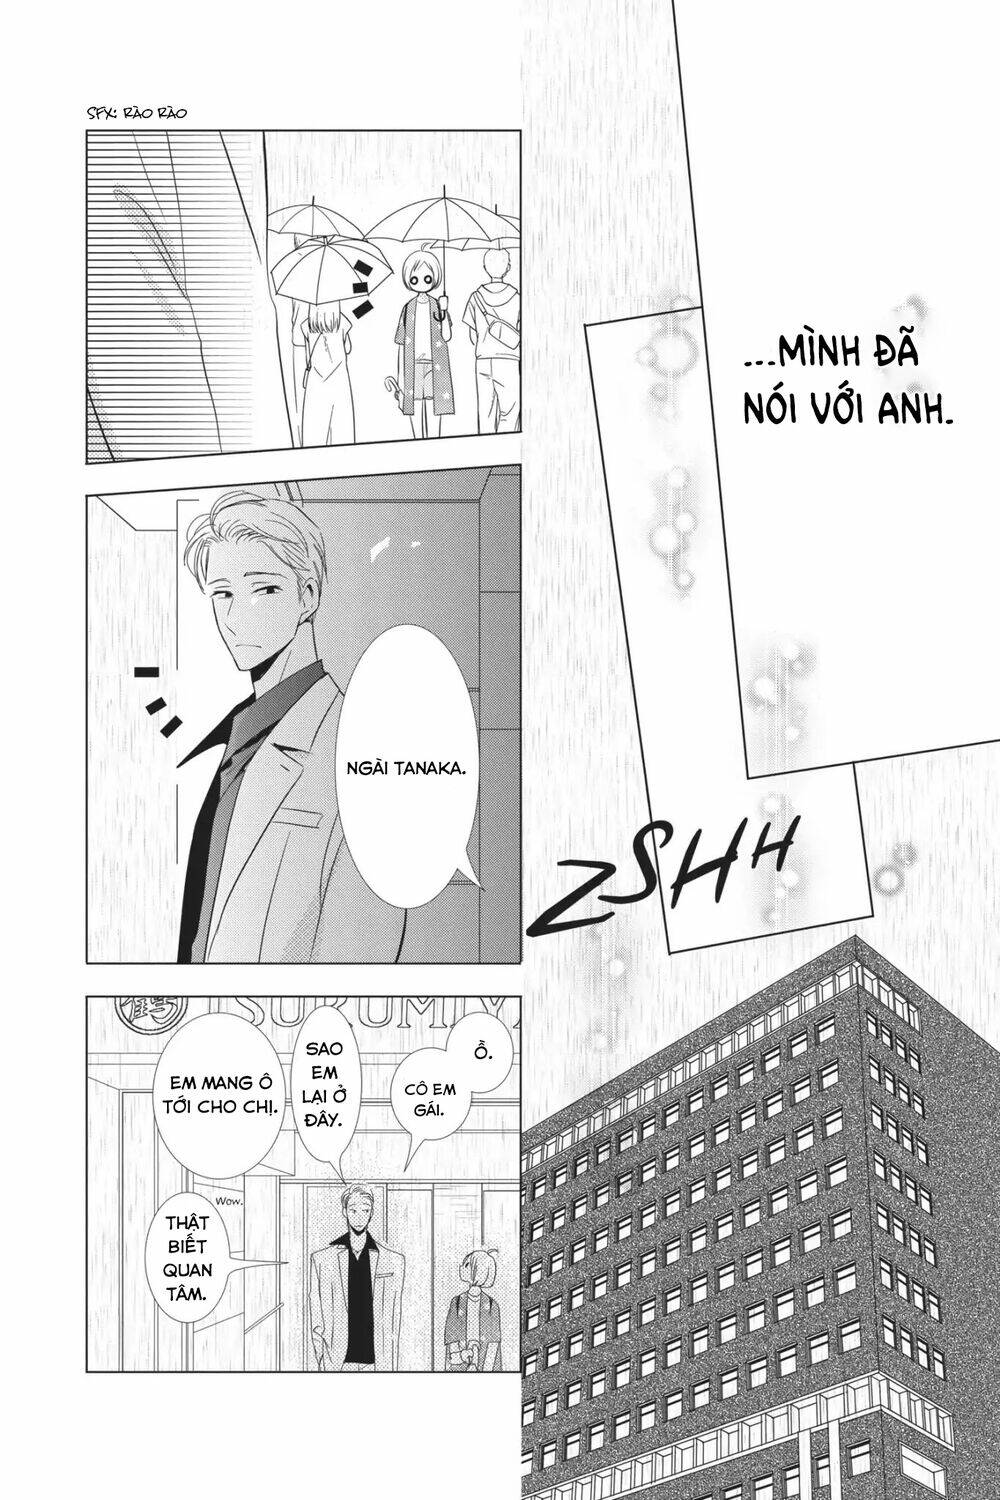 ...MÌNH ĐÃ
NÓI VỚI ANH.
ZSHH
SFX: RÀO RÀO
NGÀI TANAKA.
TSURUMIYA
Ồ.
CÔ EM
GÁI.
SAO
EM
LẠI Ở
ĐÂY.
EM MANG Ô
TỚI CHO CHỊ.
Wow.
THẬT
BIẾT
QUAN
TÂM.